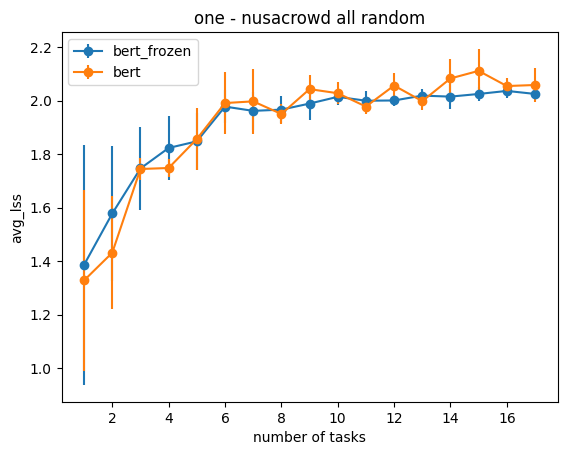 one - nusacrowd all random
bert_frozen
bert
2.2
2.0
1.8
1.6
1.4
1.2
1.0
avg_lss
2 4 6 8 10 12 14 16
number of tasks